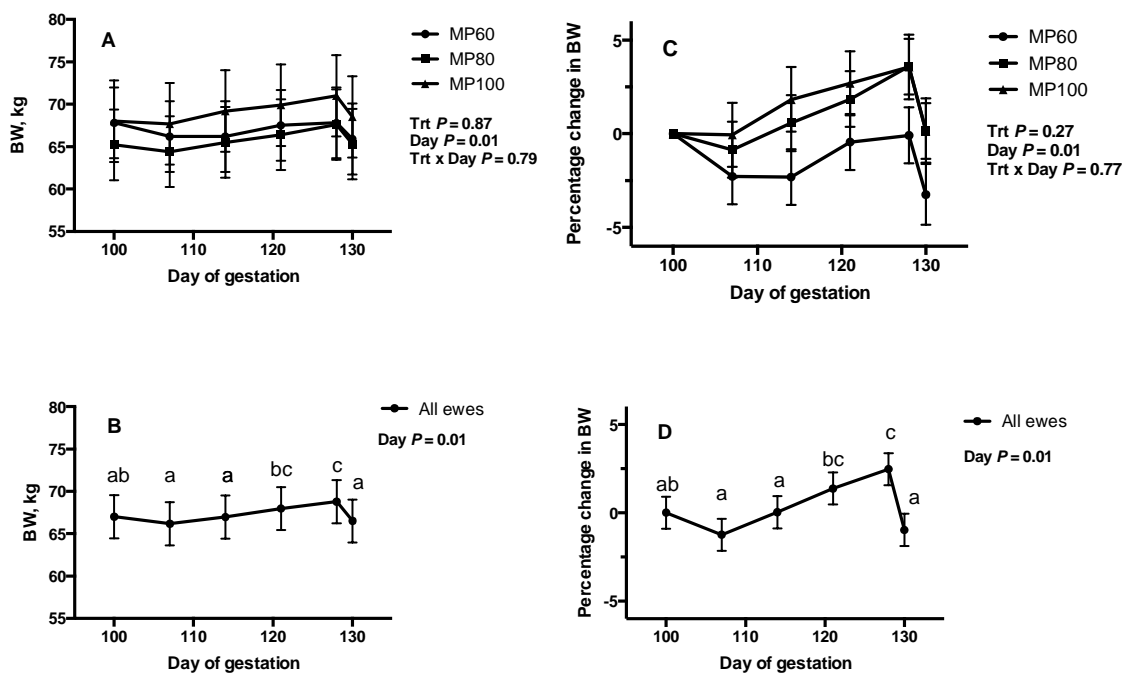 A
80
75
70
65
60
55
BW, kg
100
110
120
130
Day of gestation
MP60
MP80
MP100
Trt P = 0.87
Day P = 0.01
Trt x Day P = 0.79
C
5
0
-5
Percentage change in BW
100
110
120
130
Day of gestation
MP60
MP80
MP100
Trt P = 0.27
Day P = 0.01
Trt x Day P = 0.77
B
80
75
70
65
60
55
BW, kg
ab
a
a
bc
c
a
100
110
120
130
Day of gestation
All ewes
Day P = 0.01
D
5
0
-5
Percentage change in BW
ab
a
a
bc
c
a
100
110
120
130
Day of gestation
All ewes
Day P = 0.01